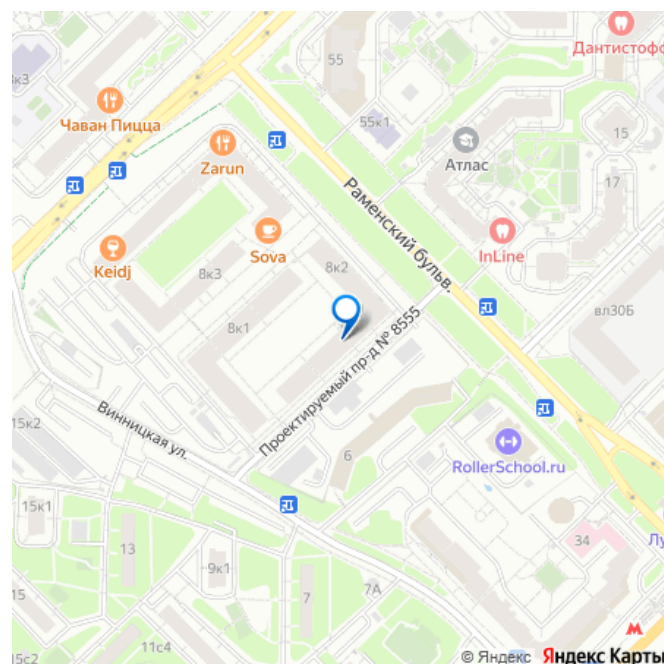 Дантистофф
55
8к3
Чаван Пицца
55к1
15
Атлас
Zarun
17
Раменский бульв.
InLine
Sova
Keidj
8к2
8к3
вл30Б
8к1
Проектируемый пр-д № 8555
Винницкая ул.
15к2
6
RollerSchool.ru
15к1
34
Лу
13
9к1
7А
7
15
11с4
15с2
© Яндекс Яндекс Карты